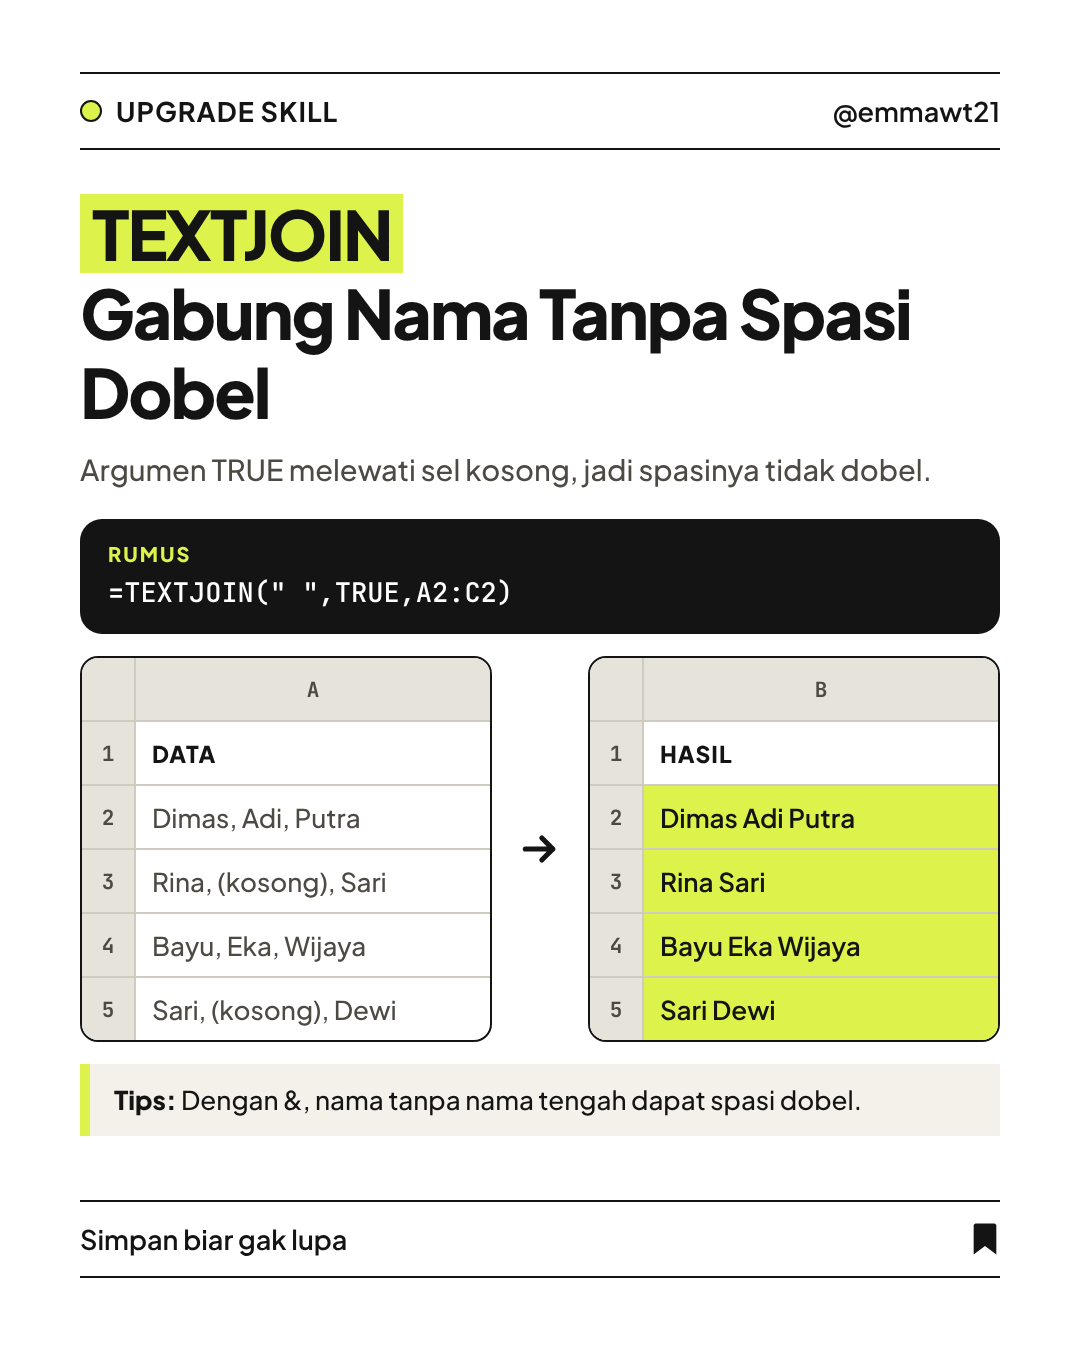 UPGRADE SKILL
@emmawt21
TEXTJOIN
Gabung Nama Tanpa Spasi
Dobel
Argumen TRUE melewati sel kosong, jadi spasinya tidak dobel.
RUMUS
=TEXTJOIN(" ",TRUE,A2:C2)
A
1 DATA
2 Dimas, Adi, Putra
3 Rina, (kosong), Sari
4 Bayu, Eka, Wijaya
5 Sari, (kosong), Dewi
→
B
1 HASIL
2 Dimas Adi Putra
3 Rina Sari
4 Bayu Eka Wijaya
5 Sari Dewi
Tips: Dengan &, nama tanpa nama tengah dapat spasi dobel.
Simpan biar gak lupa